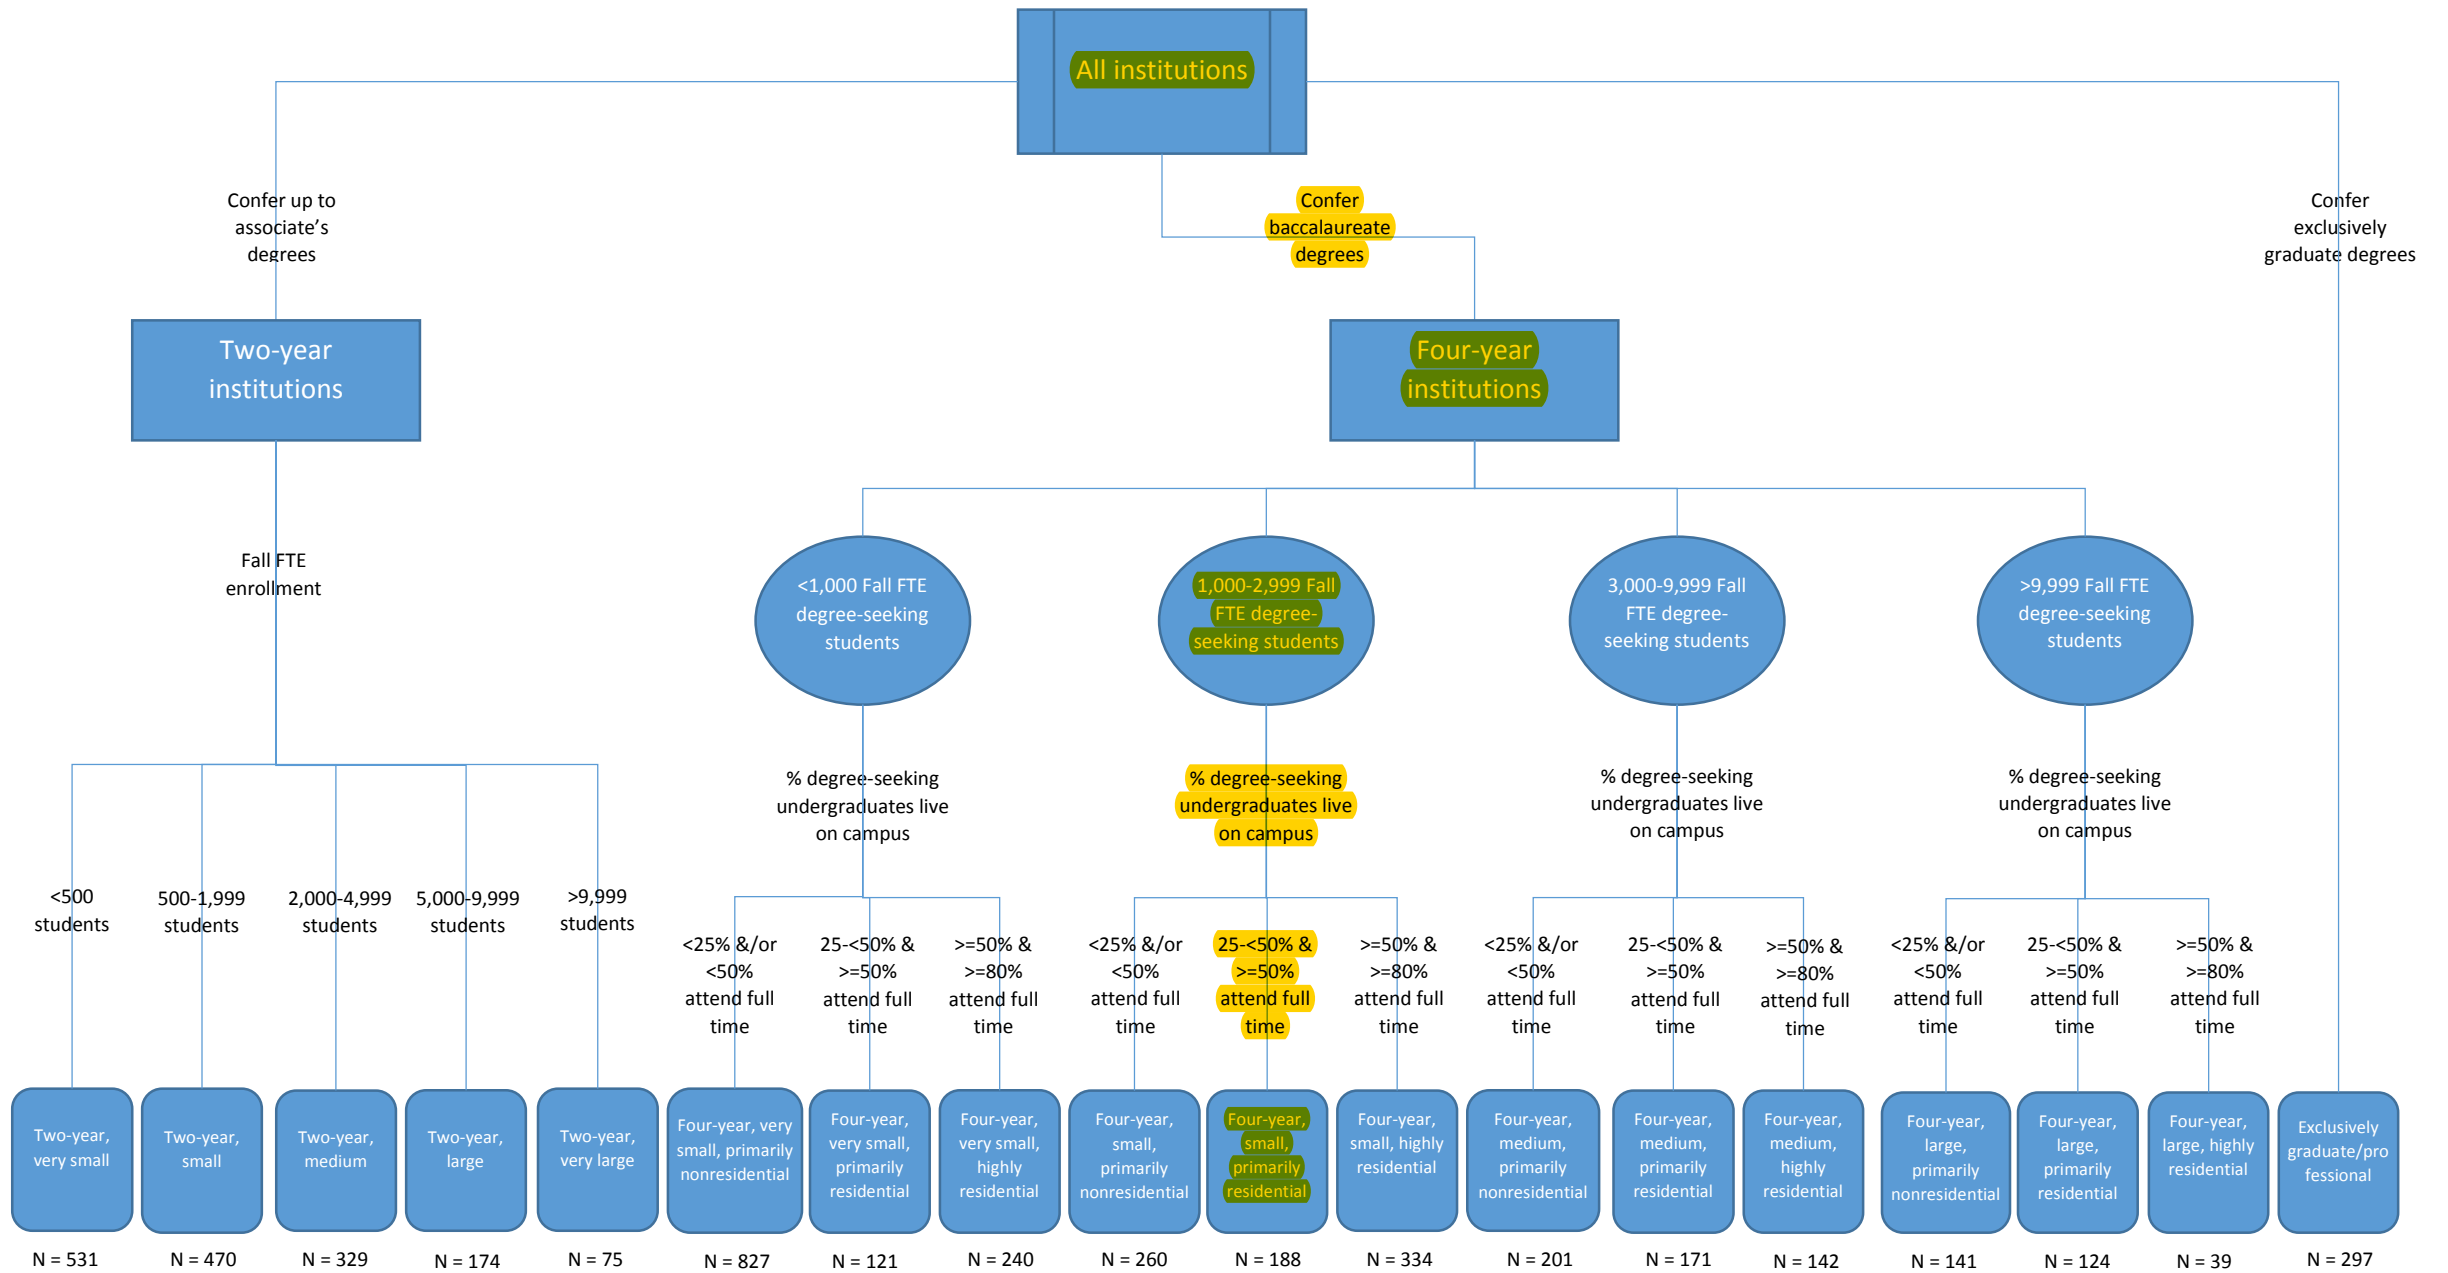 All institutions
Confer up to
associate’s
degrees
Confer
baccalaureate
degrees
Confer
exclusively
graduate degrees
Two-year
institutions
Four-year
institutions
Fall FTE
enrollment
<1,000 Fall FTE
degree-seeking
students
1,000-2,999 Fall
FTE degree-
seeking students
3,000-9,999 Fall
FTE degree-
seeking students
>9,999 Fall FTE
degree-seeking
students
% degree-seeking
undergraduates live
on campus
% degree-seeking
undergraduates live
on campus
% degree-seeking
undergraduates live
on campus
% degree-seeking
undergraduates live
on campus
<500
students
500-1,999
students
2,000-4,999
students
5,000-9,999
students
>9,999
students
<25% &/or
<50%
attend full
time
25-<50% &
>=50%
attend full
time
>=50% &
>=80%
attend full
time
<25% &/or
<50%
attend full
time
25-<50% &
>=50%
attend full
time
>=50% &
>=80%
attend full
time
<25% &/or
<50%
attend full
time
25-<50% &
>=50%
attend full
time
>=50% &
>=80%
attend full
time
<25% &/or
<50%
attend full
time
25-<50% &
>=50%
attend full
time
>=50% &
>=80%
attend full
time
Two-year,
very small
Two-year,
small
Two-year,
medium
Two-year,
large
Two-year,
very large
Four-year, very
small, primarily
nonresidential
Four-year,
very small,
primarily
residential
Four-year,
very small,
highly
residential
Four-year,
small,
primarily
nonresidential
Four-year,
small,
primarily
residential
Four-year,
small, highly
residential
Four-year,
medium,
primarily
nonresidential
Four-year,
medium,
primarily
residential
Four-year,
medium,
highly
residential
Four-year,
large,
primarily
nonresidential
Four-year,
large,
primarily
residential
Four-year,
large, highly
residential
Exclusively
graduate/pro
fessional
N = 531
N = 470
N = 329
N = 174
N = 75
N = 827
N = 121
N = 240
N = 260
N = 188
N = 334
N = 201
N = 171
N = 142
N = 141
N = 124
N = 39
N = 297